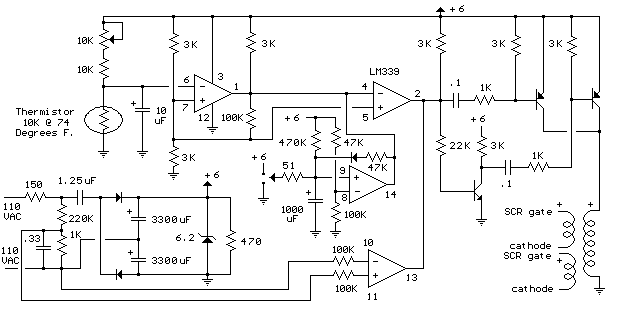 +6
10K
3K
3K
3K
3K
3K
LM339
10K
6
3
1
4
2
.1
1K
7
5
+
10
uF
12
100K
+6
Thermistor
10K @ 74
Degrees F.
470K
47K
+6
22K
3K
3K
+6
47K
51
9
8
14
.1
1K
+
1000
uF
100K
150
1.25uF
+6
110
VAC
220K
+
3300uF
1K
.33
6.2
470
110
VAC
+
3300uF
100K
10
13
100K
11
SCR gate
+
+
cathode
SCR gate
+
cathode